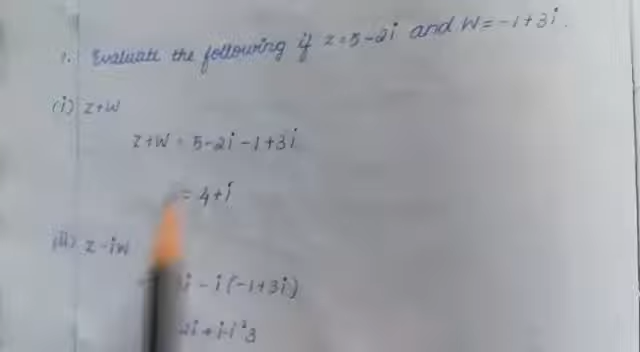 1. Evaluate the following if z=5-2i and W=-1+3i.
(i) z+w
z+w = 5-2i-1+3i
= 4+i
(ii) z-iw
i-i(-1+3i)
2i+i-i²3